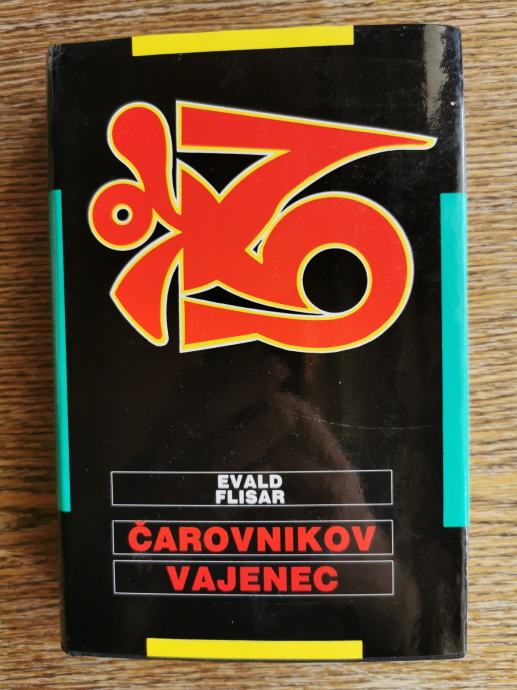 EVALD
FLISAR
ČAROVNIKOV
VAJENEC